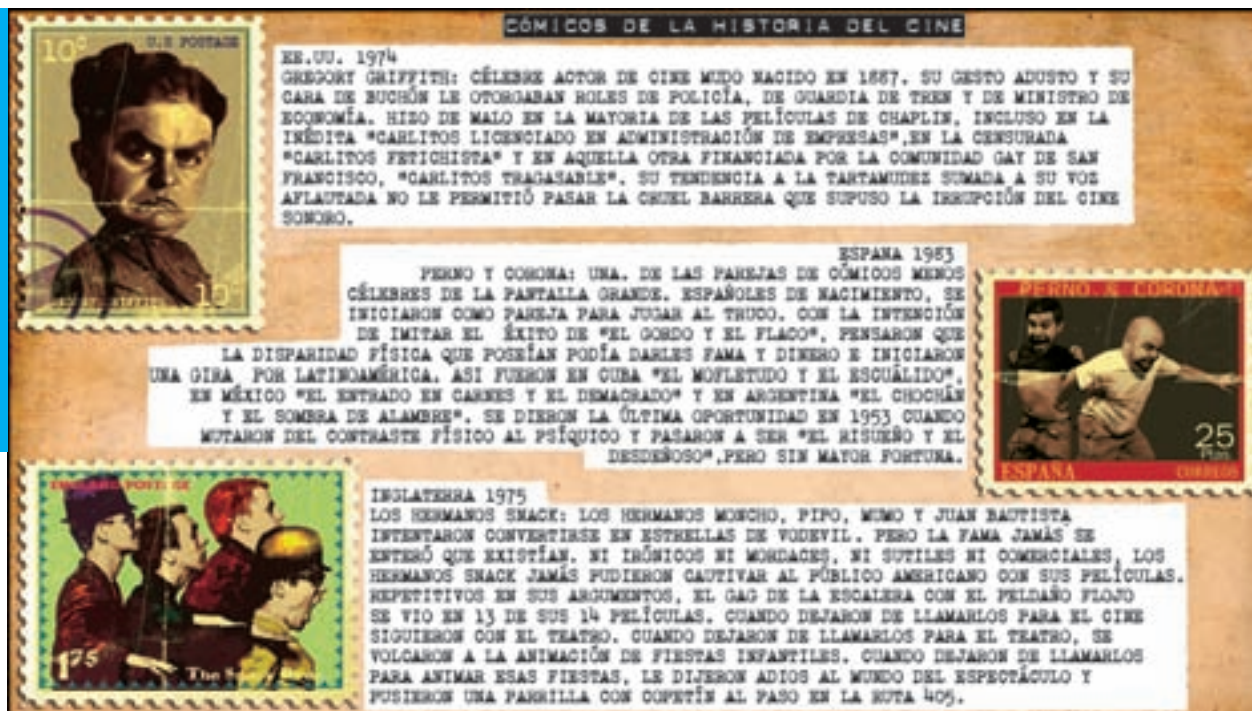 CÓMICOS DE LA HISTORIA DEL CINE
10¢
U.S POSTAGE
10¢
EE.UU. 1974
GREGORY GRIFFITH: CÉLEBRE ACTOR DE CINE MUDO NACIDO EN 1887. SU GESTO ADUSTO Y SU
CARA DE BUCHÓN LE OTORGABAN ROLES DE POLICÍA, DE GUARDIA DE TREN Y DE MINISTRO DE
ECONOMÍA. HIZO DE MALO EN LA MAYORIA DE LAS PELÍCULAS DE CHAPLIN, INCLUSO EN LA
INÉDITA "CARLITOS LICENCIADO EN ADMINISTRACIÓN DE EMPRESAS",EN LA CENSURADA
"CARLITOS FETICHISTA" Y EN AQUELLA OTRA FINANCIADA POR LA COMUNIDAD GAY DE SAN
FRANCISCO, "CARLITOS TRAGASABLE". SU TENDENCIA A LA TARTAMUDEZ SUMADA A SU VOZ
AFLAUTADA NO LE PERMITIÓ PASAR LA CRUEL BARRERA QUE SUPUSO LA IRRUPCIÓN DEL CINE
SONORO.
ESPANA 1983
PERNO Y CORONA: UNA. DE LAS PAREJAS DE CÓMICOS MENOS
CÉLEBRES DE LA PANTALLA GRANDE. ESPAÑOLES DE NACIMIENTO, SE
INICIARON COMO PAREJA PARA JUGAR AL TRUCO. CON LA INTENCIÓN
DE IMITAR EL ÉXITO DE "EL GORDO Y EL FLACO", PENSARON QUE
LA DISPARIDAD FÍSICA QUE POSEÍAN PODÍA DARLES FAMA Y DINERO E INICIARON
UNA GIRA POR LATINOAMÉRICA. ASI FUERON EN CUBA "EL MOFLETUDO Y EL ESCUÁLIDO",
EN MÉXICO "EL ENTRADO EN CARNES Y EL DEMACRADO" Y EN ARGENTINA "EL CHOCHÁN
Y EL SOMBRA DE ALAMBRE". SE DIERON LA ÚLTIMA OPORTUNIDAD EN 1953 CUANDO
MUTARON DEL CONTRASTE FÍSICO AL PSÍQUICO Y PASARON A SER "EL RISUEÑO Y EL
DESDEÑOSO",PERO SIN MAYOR FORTUNA.
PERNO & CORONA
25
Ptas
ESPAÑA
CORREOS
ENGLAND POSTAGE
1 75
The
INGLATERRA 1975
LOS HERMANOS SNACK: LOS HERMANOS MONCHO, PIPO, MUMO Y JUAN BAUTISTA
INTENTARON CONVERTIRSE EN ESTRELLAS DE VODEVIL. PERO LA FAMA JAMÁS SE
ENTERÓ QUE EXISTÍAN. NI IRÓNICOS NI MORDACES, NI SUTILES NI COMERCIALES, LOS
HERMANOS SNACK JAMÁS PUDIERON CAUTIVAR AL PÚBLICO AMERICANO CON SUS PELÍCULAS.
REPETITIVOS EN SUS ARGUMENTOS, EL GAG DE LA ESCALERA CON EL PELDAÑO FLOJO
SE VIO EN 13 DE SUS 14 PELÍCULAS. CUANDO DEJARON DE LLAMARLOS PARA EL CINE
SIGUIERON CON EL TEATRO. CUANDO DEJARON DE LLAMARLOS PARA EL TEATRO, SE
VOLCARON A LA ANIMACIÓN DE FIESTAS INFANTILES. CUANDO DEJARON DE LLAMARLOS
PARA ANIMAR ESAS FIESTAS, LE DIJERON ADIOS AL MUNDO DEL ESPECTÁCULO Y
PUSIERON UNA PARRILLA CON COPETÍN AL PASO EN LA RUTA 405.